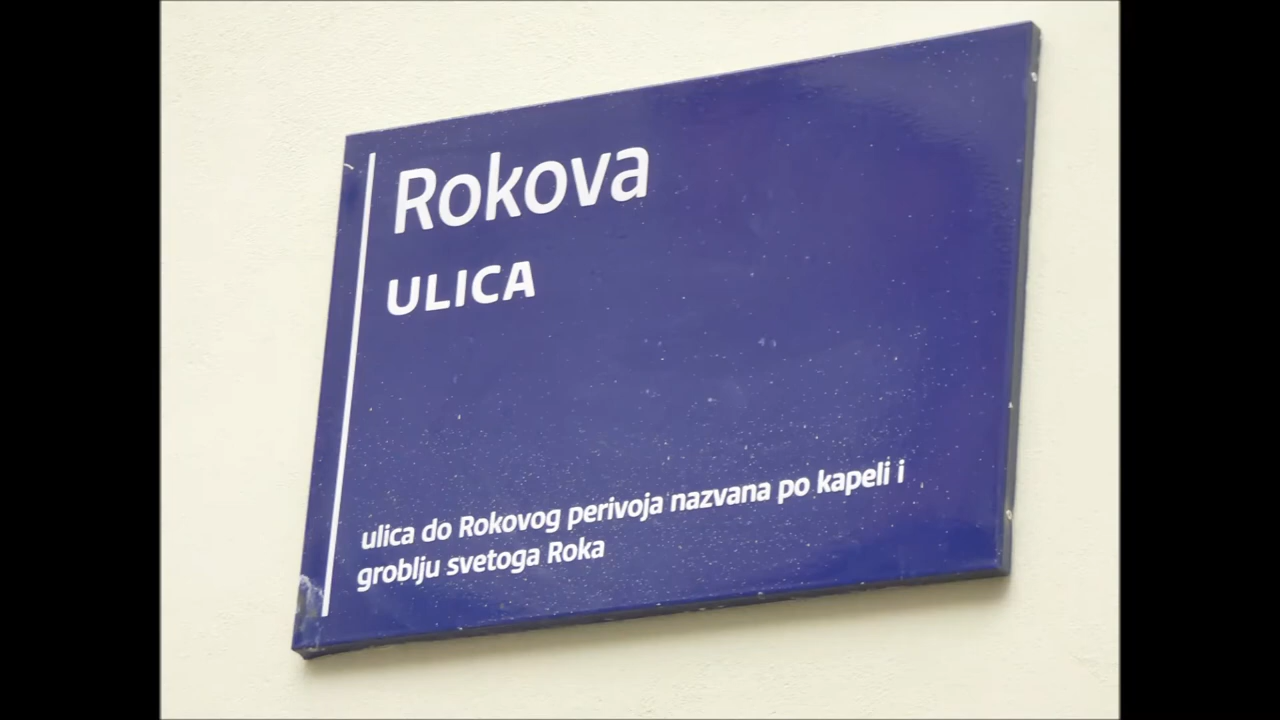 Rokova
ULICA
ulica do Rokovog perivoja nazvana po kapeli i
groblju svetoga Roka